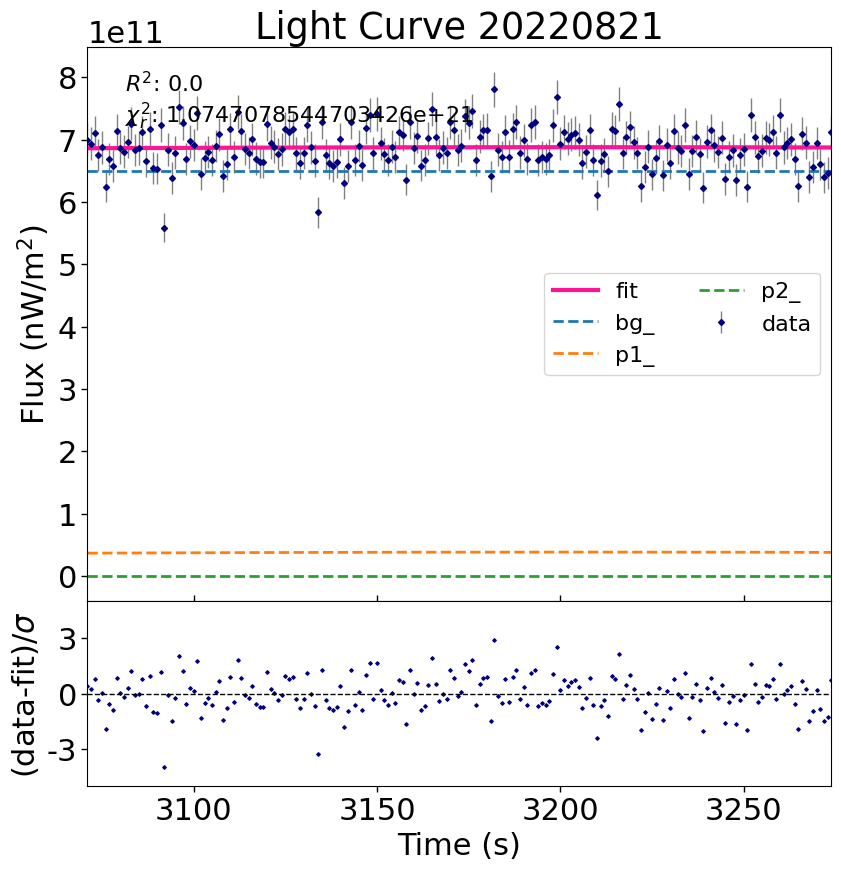 Light Curve 20220821
1e11
R²: 0.0
χ²ᵣ: 1.0747078544703426e+21
8
7
6
5
4
3
2
1
0
Flux (nW/m²)
fit
bg_
p1_
p2_
data
3
0
-3
(data-fit)/σ
3100 3150 3200 3250
Time (s)